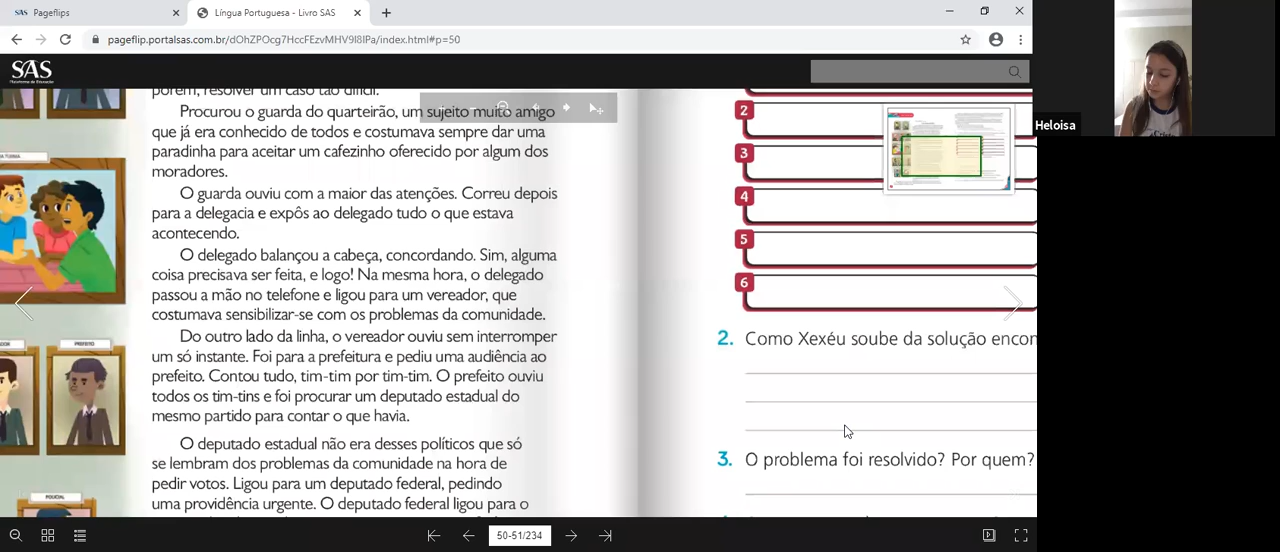 SAS Pageflips
Língua Portuguesa - Livro SAS
pageflip.portalsas.com.br/dOhZPOcg7HccFEzvMHV9I8IPa/index.html#p=50
SAS
Plataforma de Educação
porém, resolver um caso tão difícil.
Procurou o guarda do quarteirão, um sujeito muito amigo
que já era conhecido de todos e costumava sempre dar uma
paradinha para aceitar um cafezinho oferecido por algum dos
moradores.
O guarda ouviu com a maior das atenções. Correu depois
para a delegacia e expôs ao delegado tudo o que estava
acontecendo.
O delegado balançou a cabeça, concordando. Sim, alguma
coisa precisava ser feita, e logo! Na mesma hora, o delegado
passou a mão no telefone e ligou para um vereador, que
costumava sensibilizar-se com os problemas da comunidade.
Do outro lado da linha, o vereador ouviu sem interromper
um só instante. Foi para a prefeitura e pediu uma audiência ao
prefeito. Contou tudo, tim-tim por tim-tim. O prefeito ouviu
todos os tim-tins e foi procurar um deputado estadual do
mesmo partido para contar o que havia.
O deputado estadual não era desses políticos que só
se lembram dos problemas da comunidade na hora de
pedir votos. Ligou para um deputado federal, pedindo
uma providência urgente. O deputado federal ligou para o
PREFEITO
POLICIAL
2
3
4
5
6
2. Como Xexéu soube da solução encon
3. O problema foi resolvido? Por quem?
50-51/234
Heloisa